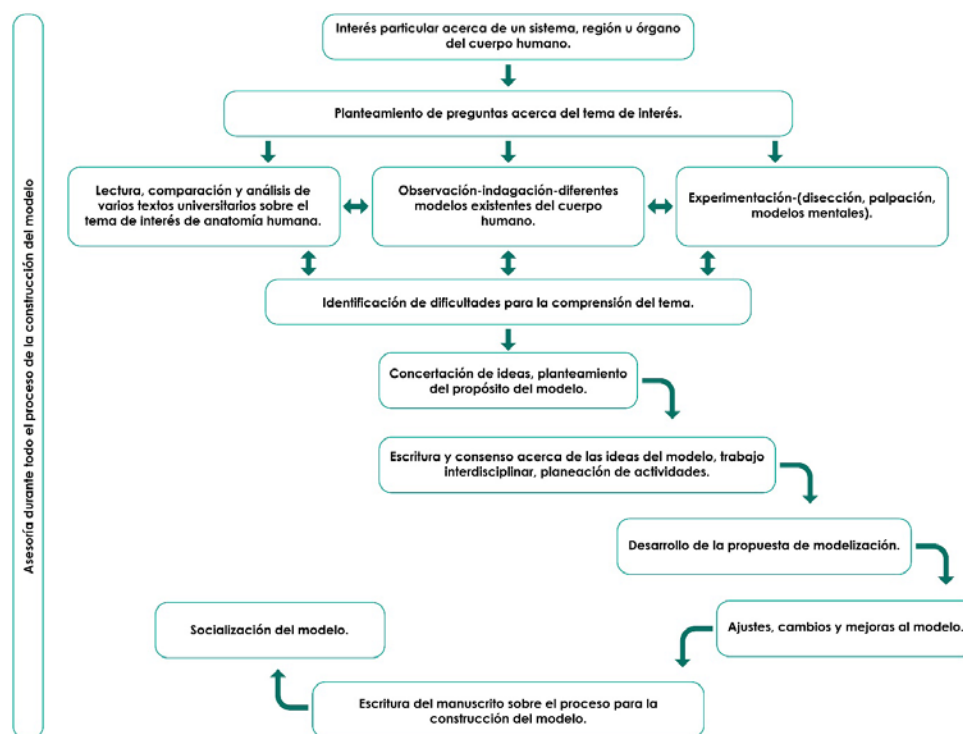 Asesoría durante todo el proceso de la construcción del modelo
Interés particular acerca de un sistema, región u órgano
del cuerpo humano.
Planteamiento de preguntas acerca del tema de interés.
Lectura, comparación y análisis de
varios textos universitarios sobre el
tema de interés de anatomía humana.
Observación-indagación-diferentes
modelos existentes del cuerpo
humano.
Experimentación-(disección, palpación,
modelos mentales).
Identificación de dificultades para la comprensión del tema.
Concertación de ideas, planteamiento
del propósito del modelo.
Escritura y consenso acerca de las ideas del modelo, trabajo
interdisciplinar, planeación de actividades.
Desarrollo de la propuesta de modelización.
Ajustes, cambios y mejoras al modelo.
Escritura del manuscrito sobre el proceso para la
construcción del modelo.
Socialización del modelo.